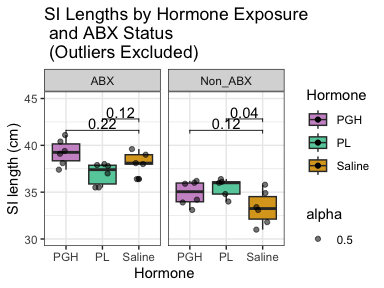 SI Lengths by Hormone Exposure
and ABX Status
(Outliers Excluded)
ABX
Non_ABX
SI length (cm)
45
40
35
30
0.12
0.22
0.04
0.12
PGH PL Saline
PGH PL Saline
Hormone
Hormone
PGH
PL
Saline
alpha
0.5